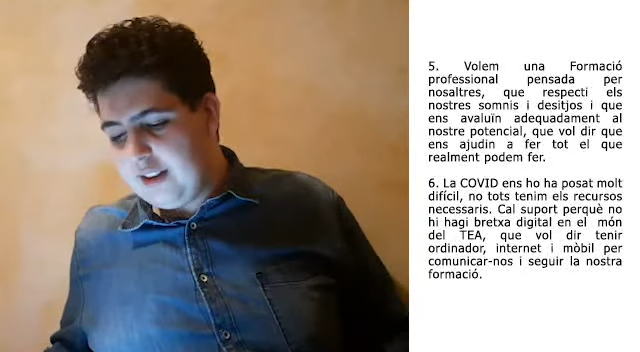 5. Volem una Formació
professional pensada per
nosaltres, que respecti els
nostres somnis i desitjos i que
ens avaluïn adequadament al
nostre potencial, que vol dir que
ens ajudin a fer tot el que
realment podem fer.
6. La COVID ens ho ha posat molt
difícil, no tots tenim els recursos
necessaris. Cal suport perquè no
hi hagi bretxa digital en el món
del TEA, que vol dir tenir
ordinador, internet i mòbil per
comunicar-nos i seguir la nostra
formació.